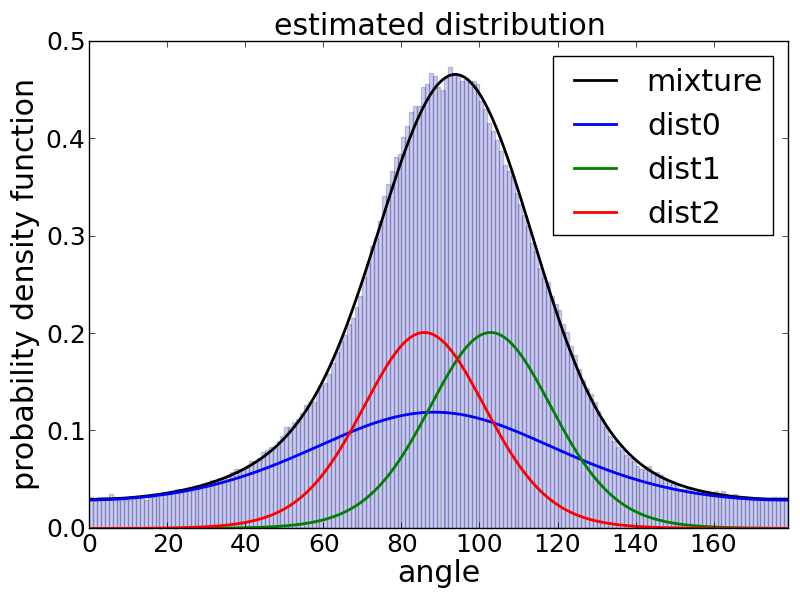 estimated distribution
probability density function
0.5
0.4
0.3
0.2
0.1
0.0
mixture
dist0
dist1
dist2
0 20 40 60 80 100 120 140 160
angle